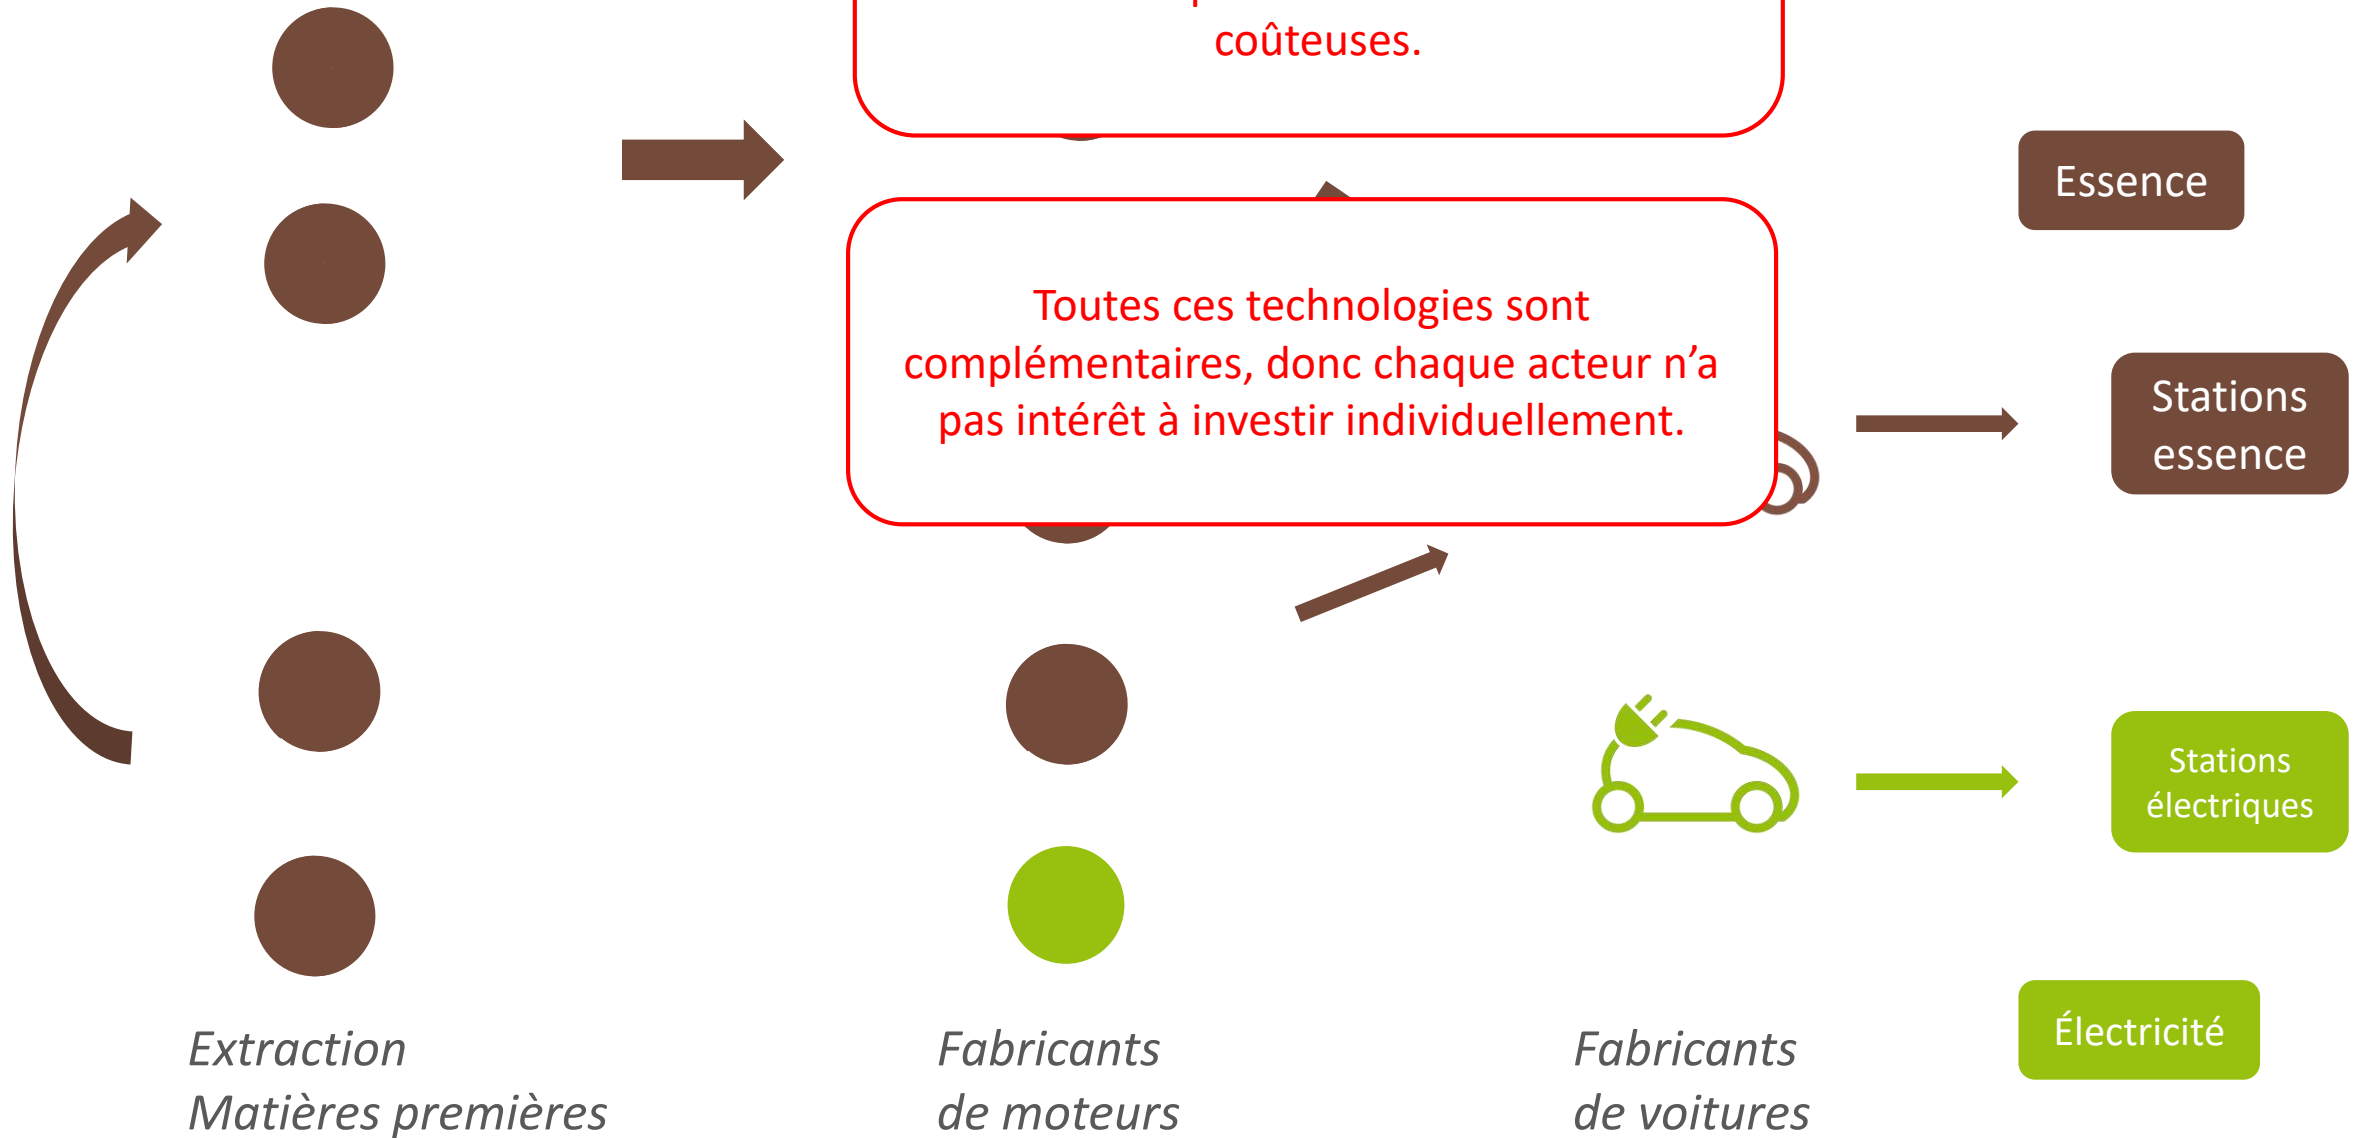 coûteuses.
Essence
Toutes ces technologies sont
complémentaires, donc chaque acteur n’a
pas intérêt à investir individuellement.
Stations
essence
Stations
électriques
Électricité
Extraction
Matières premières
Fabricants
de moteurs
Fabricants
de voitures